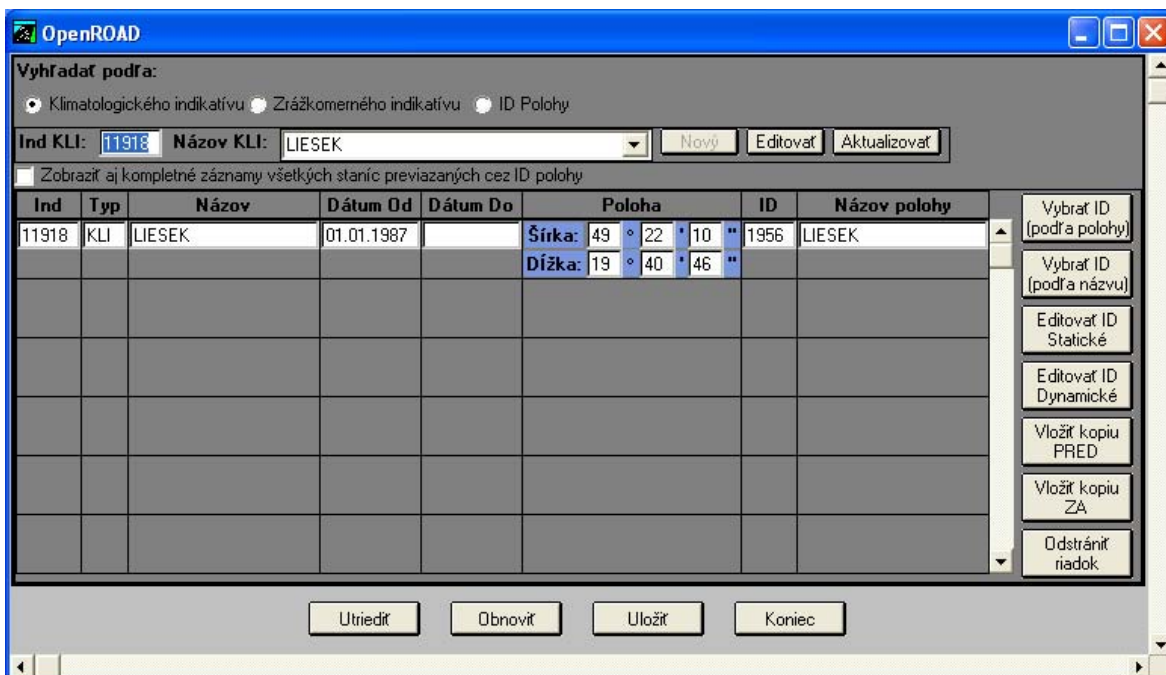 OpenROAD
Vyhľadať podľa:
Klimatologického indikatívu Zrážkomerného indikatívu ID Polohy
Ind KLI: 11918 Názov KLI: LIESEK Nový Editovať Aktualizovať
Zobraziť aj kompletné záznamy všetkých staníc previazaných cez ID polohy
Ind Typ Názov Dátum Od Dátum Do Poloha ID Názov polohy
11918 KLI LIESEK 01.01.1987 Šírka: 49 ° 22 ' 10 " 1956 LIESEK
Dĺžka: 19 ° 40 ' 46 "
Vybrať ID
(podľa polohy)
Vybrať ID
(podľa názvu)
Editovať ID
Statické
Editovať ID
Dynamické
Vložiť kopiu
PRED
Vložiť kopiu
ZA
Odstrániť
riadok
Utriediť Obnoviť Uložiť Koniec